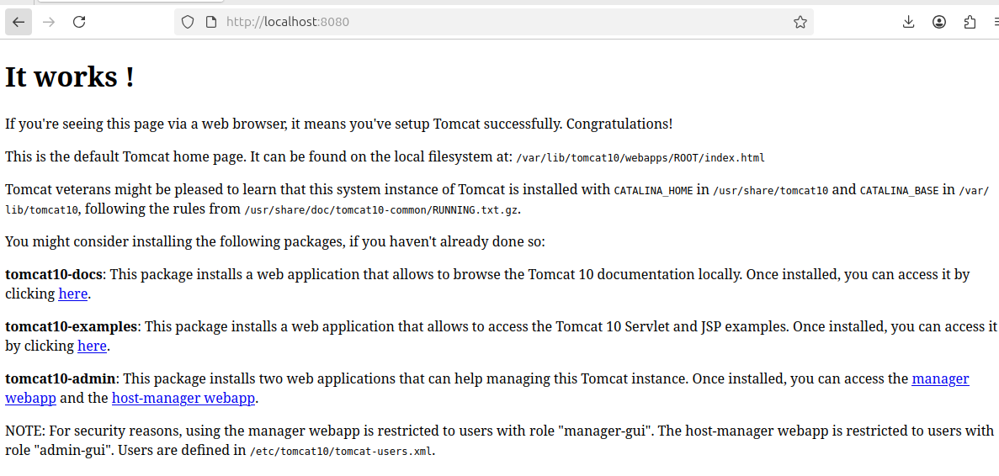 http://localhost:8080
It works !
If you're seeing this page via a web browser, it means you've setup Tomcat successfully. Congratulations!
This is the default Tomcat home page. It can be found on the local filesystem at: /var/lib/tomcat10/webapps/ROOT/index.html
Tomcat veterans might be pleased to learn that this system instance of Tomcat is installed with CATALINA_HOME in /usr/share/tomcat10 and CATALINA_BASE in /var/
lib/tomcat10, following the rules from /usr/share/doc/tomcat10-common/RUNNING.txt.gz.
You might consider installing the following packages, if you haven't already done so:
tomcat10-docs: This package installs a web application that allows to browse the Tomcat 10 documentation locally. Once installed, you can access it by
clicking here.
tomcat10-examples: This package installs a web application that allows to access the Tomcat 10 Servlet and JSP examples. Once installed, you can access it
by clicking here.
tomcat10-admin: This package installs two web applications that can help managing this Tomcat instance. Once installed, you can access the manager
webapp and the host-manager webapp.
NOTE: For security reasons, using the manager webapp is restricted to users with role "manager-gui". The host-manager webapp is restricted to users with
role "admin-gui". Users are defined in /etc/tomcat10/tomcat-users.xml.